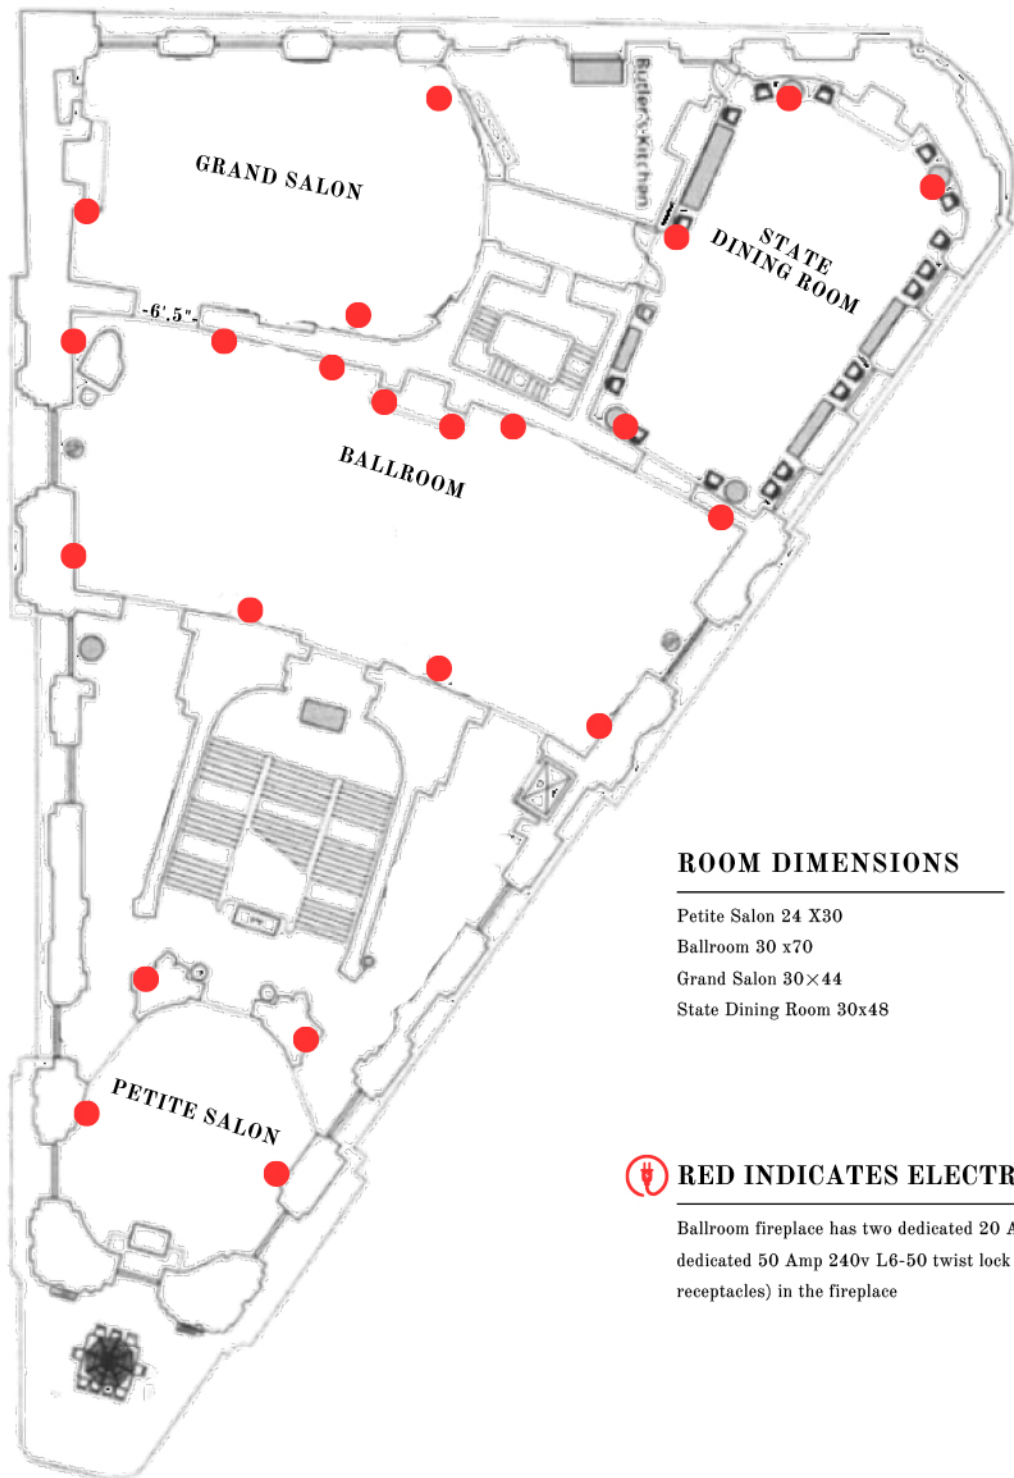 Butler's Kitchen
GRAND SALON
STATE
DINING ROOM
-6'.5"-
BALLROOM
PETITE SALON
ROOM DIMENSIONS
Petite Salon 24 X30
Ballroom 30 x70
Grand Salon 30×44
State Dining Room 30x48
RED INDICATES ELECTR
Ballroom fireplace has two dedicated 20 A
dedicated 50 Amp 240v L6-50 twist lock
receptacles) in the fireplace